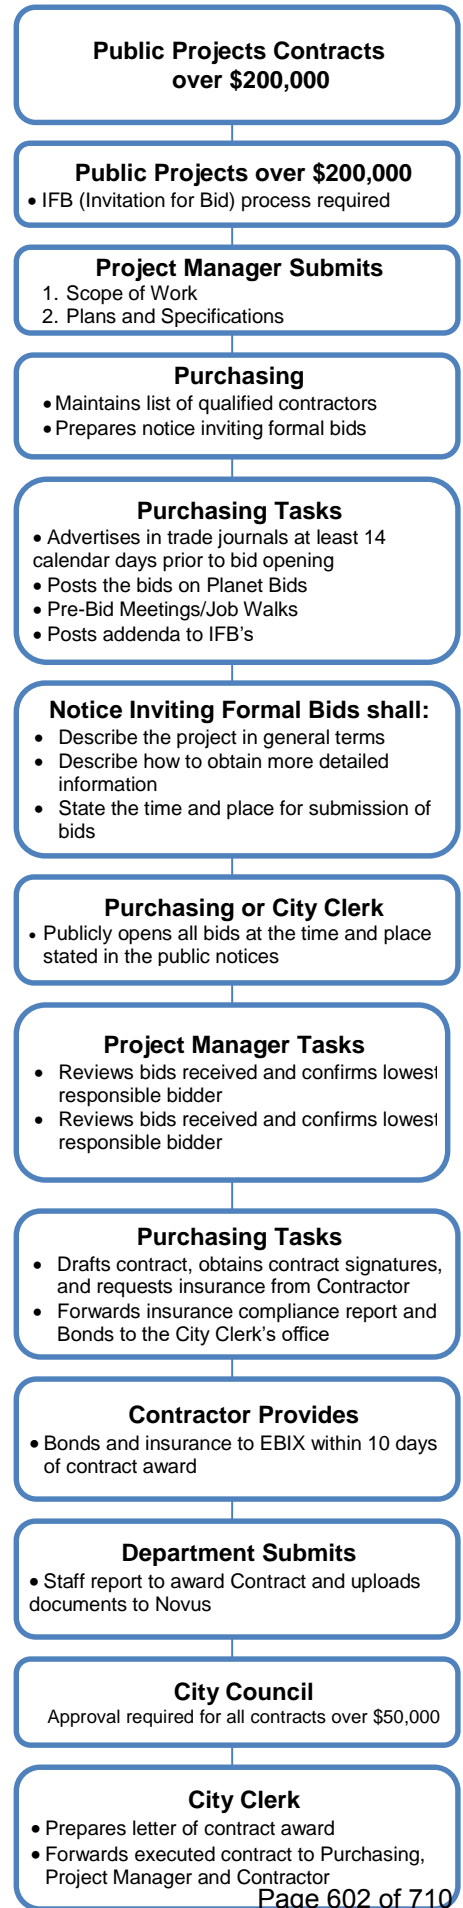 Public Projects Contracts
over $200,000
Public Projects over $200,000
• IFB (Invitation for Bid) process required
Project Manager Submits
1. Scope of Work
2. Plans and Specifications
Purchasing
• Maintains list of qualified contractors
• Prepares notice inviting formal bids
Purchasing Tasks
• Advertises in trade journals at least 14
calendar days prior to bid opening
• Posts the bids on Planet Bids
• Pre-Bid Meetings/Job Walks
• Posts addenda to IFB’s
Notice Inviting Formal Bids shall:
• Describe the project in general terms
• Describe how to obtain more detailed
information
• State the time and place for submission of
bids
Purchasing or City Clerk
• Publicly opens all bids at the time and place
stated in the public notices
Project Manager Tasks
• Reviews bids received and confirms lowest
responsible bidder
• Reviews bids received and confirms lowest
responsible bidder
Purchasing Tasks
• Drafts contract, obtains contract signatures,
and requests insurance from Contractor
• Forwards insurance compliance report and
Bonds to the City Clerk’s office
Contractor Provides
• Bonds and insurance to EBIX within 10 days
of contract award
Department Submits
• Staff report to award Contract and uploads
documents to Novus
City Council
Approval required for all contracts over $50,000
City Clerk
• Prepares letter of contract award
• Forwards executed contract to Purchasing,
Project Manager and Contractor
Page 602 of 710